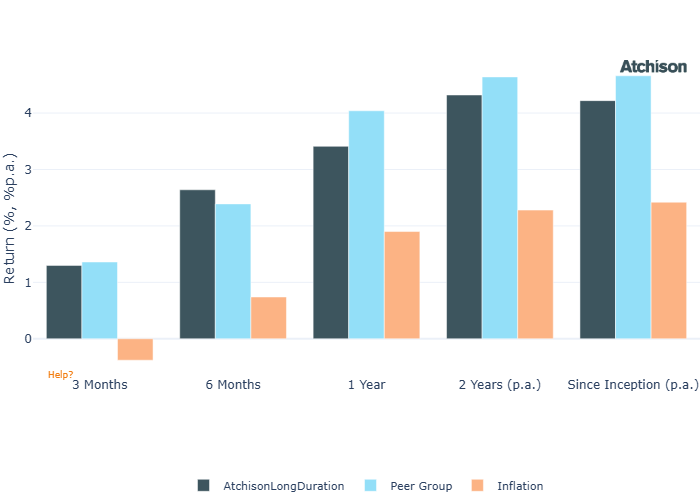 Atchison
Return (%, %p.a.)
4
3
2
1
0
Help?
3 Months
6 Months
1 Year
2 Years (p.a.)
Since Inception (p.a.)
AtchisonLongDuration
Peer Group
Inflation